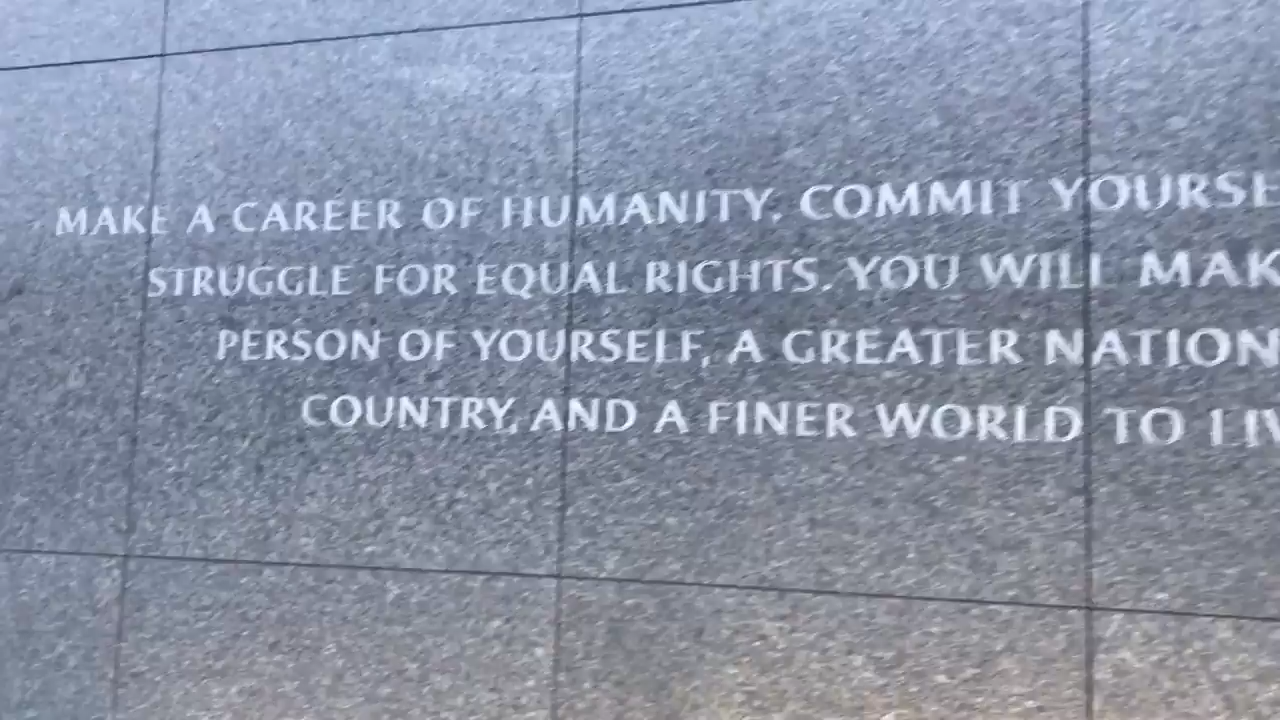 MAKE A CAREER OF HUMANITY. COMMIT YOURSE
STRUGGLE FOR EQUAL RIGHTS. YOU WILL MAK
PERSON OF YOURSELF, A GREATER NATION
COUNTRY, AND A FINER WORLD TO LIV